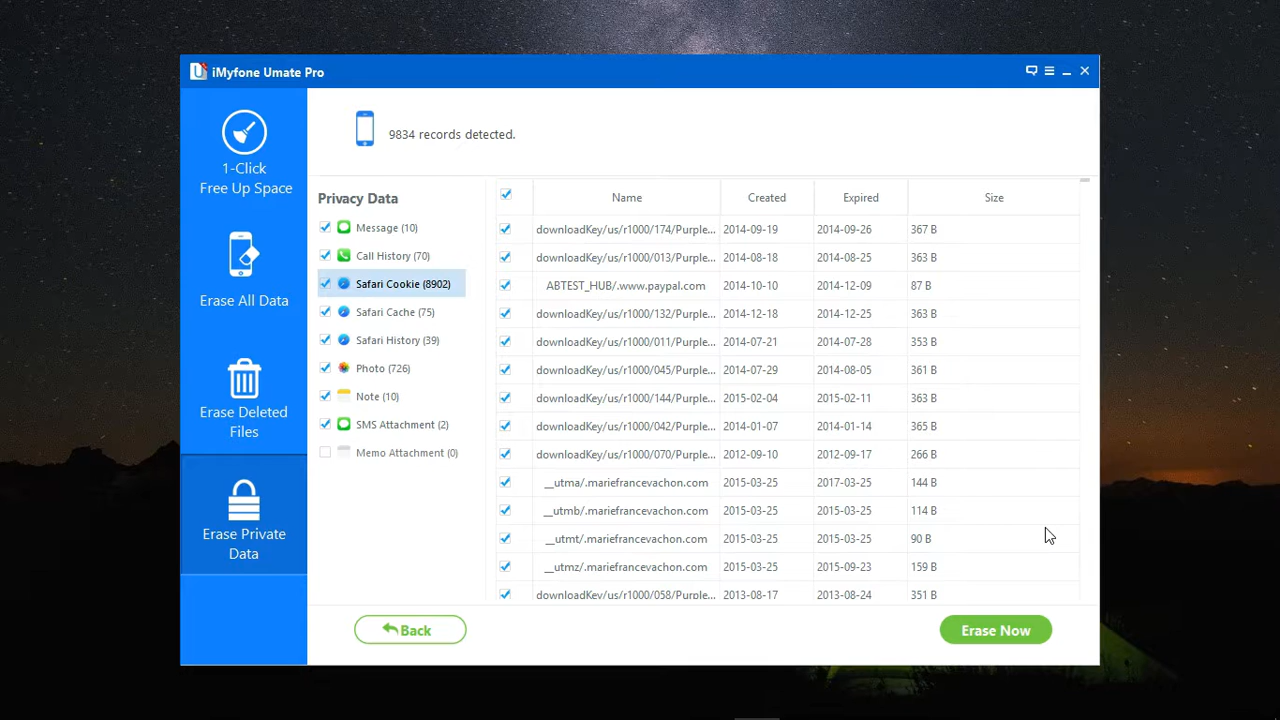 iMyfone Umate Pro
1-Click
Free Up Space
Erase All Data
Erase Deleted
Files
Erase Private
Data
9834 records detected.
Privacy Data
Message (10)
Call History (70)
Safari Cookie (8902)
Safari Cache (75)
Safari History (39)
Photo (726)
Note (10)
SMS Attachment (2)
Memo Attachment (0)
Name Created Expired Size
downloadKey/us/r1000/174/Purple... 2014-09-19 2014-09-26 367 B
downloadKey/us/r1000/013/Purple... 2014-08-18 2014-08-25 363 B
ABTEST_HUB/.www.paypal.com 2014-10-10 2014-12-09 87 B
downloadKey/us/r1000/132/Purple... 2014-12-18 2014-12-25 363 B
downloadKey/us/r1000/011/Purple... 2014-07-21 2014-07-28 353 B
downloadKey/us/r1000/045/Purple... 2014-07-29 2014-08-05 361 B
downloadKey/us/r1000/144/Purple... 2015-02-04 2015-02-11 363 B
downloadKey/us/r1000/042/Purple... 2014-01-07 2014-01-14 365 B
downloadKey/us/r1000/070/Purple... 2012-09-10 2012-09-17 266 B
__utma/.mariefrancevachon.com 2015-03-25 2017-03-25 144 B
__utmb/.mariefrancevachon.com 2015-03-25 2015-03-25 114 B
__utmt/.mariefrancevachon.com 2015-03-25 2015-03-25 90 B
__utmz/.mariefrancevachon.com 2015-03-25 2015-09-23 159 B
downloadKey/us/r1000/058/Purple... 2013-08-17 2013-08-24 351 B
Back
Erase Now